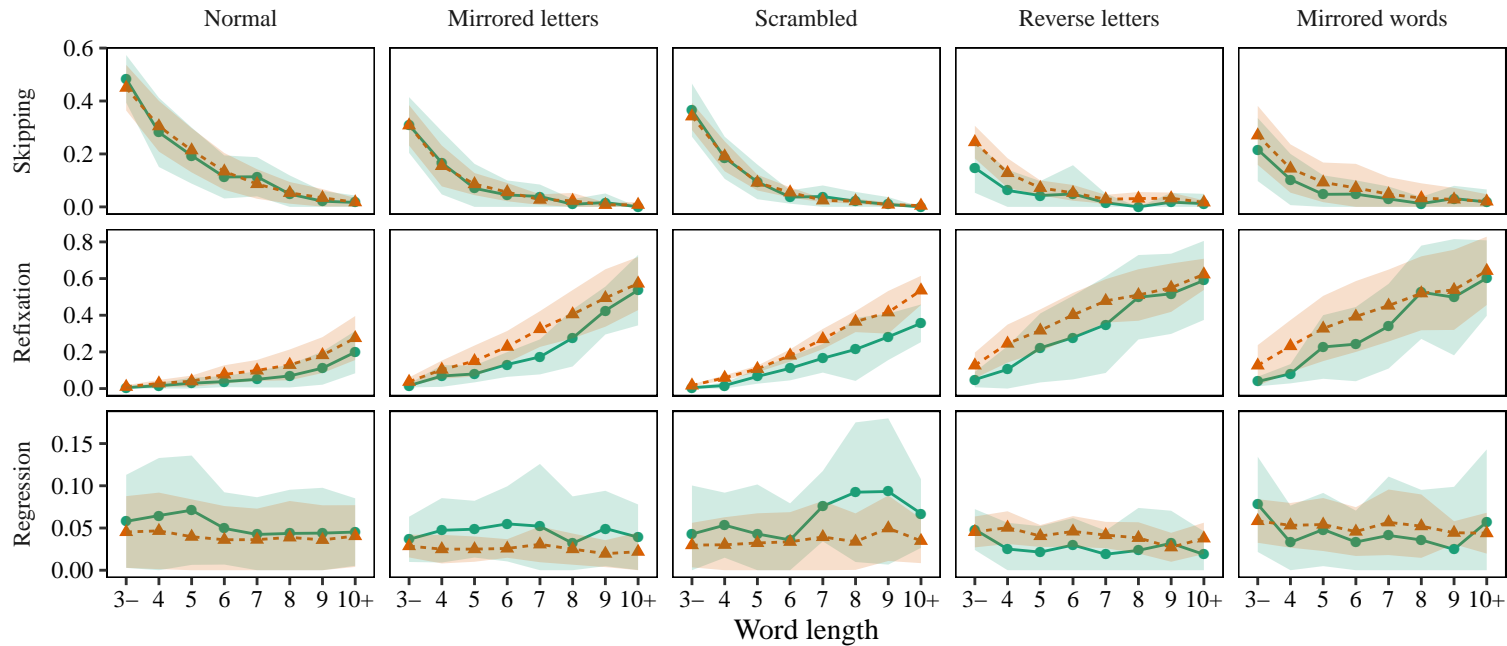 Normal Mirrored letters Scrambled Reverse letters Mirrored words
Skipping
0.6
0.4
0.2
0.0
Refixation
0.8
0.6
0.4
0.2
0.0
Regression
0.15
0.10
0.05
0.00
3– 4 5 6 7 8 9 10+ 3– 4 5 6 7 8 9 10+ 3– 4 5 6 7 8 9 10+ 3– 4 5 6 7 8 9 10+ 3– 4 5 6 7 8 9 10+
Word length